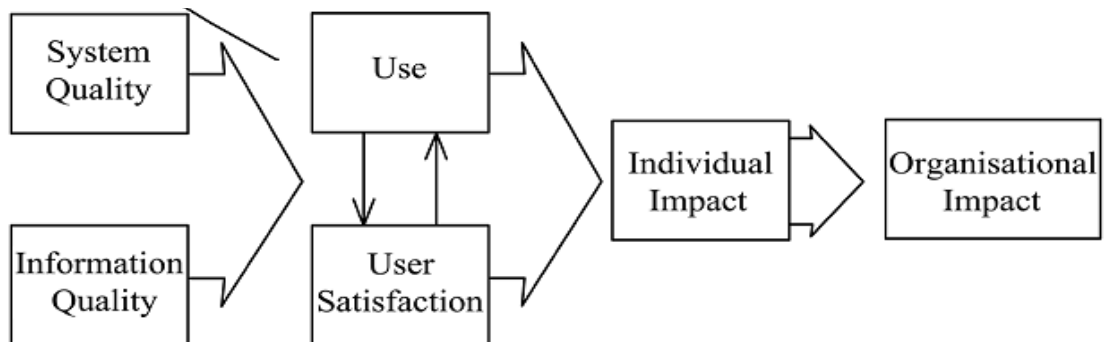 System
Quality
Use
Individual
Impact
Organisational
Impact
Information
Quality
User
Satisfaction